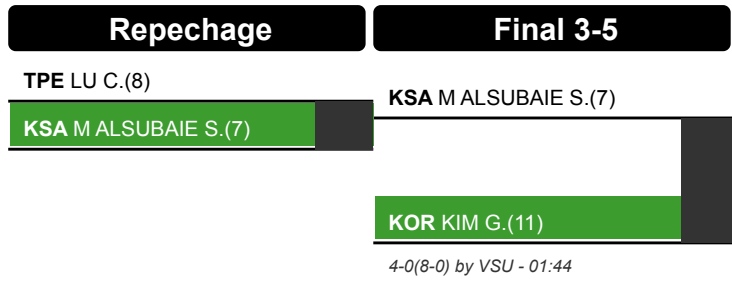 Repechage
TPE LU C.(8)
KSA M ALSUBAIE S.(7)
Final 3-5
KSA M ALSUBAIE S.(7)
KOR KIM G.(11)
4-0(8-0) by VSU - 01:44